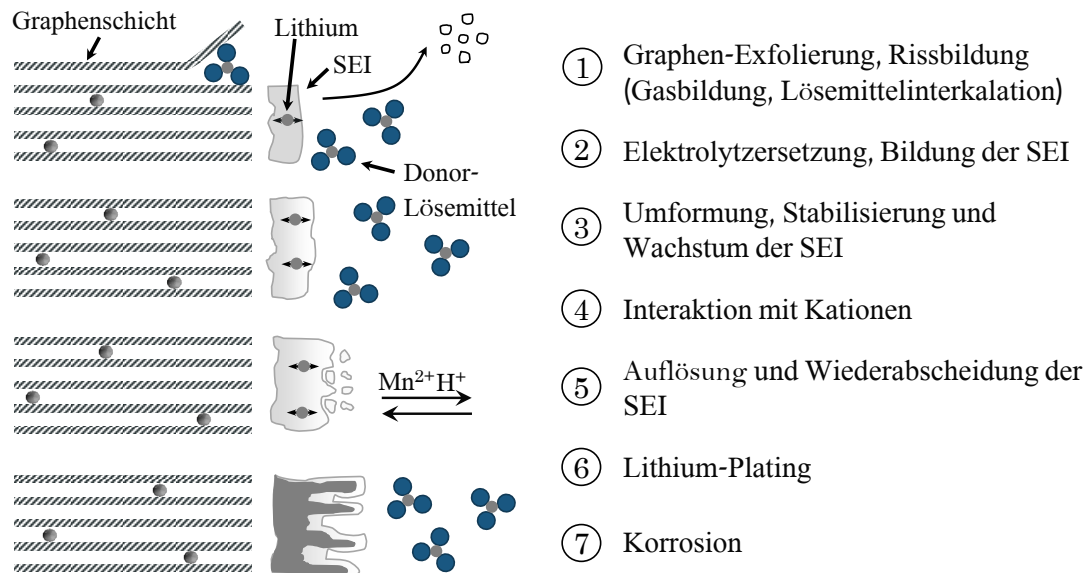 Graphenschicht
Lithium
SEI
Donor-
Lösemittel
Mn²⁺H⁺
1 Graphen-Exfolierung, Rissbildung
(Gasbildung, Lösemittelinterkalation)
2 Elektrolytzersetzung, Bildung der SEI
3 Umformung, Stabilisierung und
Wachstum der SEI
4 Interaktion mit Kationen
5 Auflösung und Wiederabscheidung der
SEI
6 Lithium-Plating
7 Korrosion